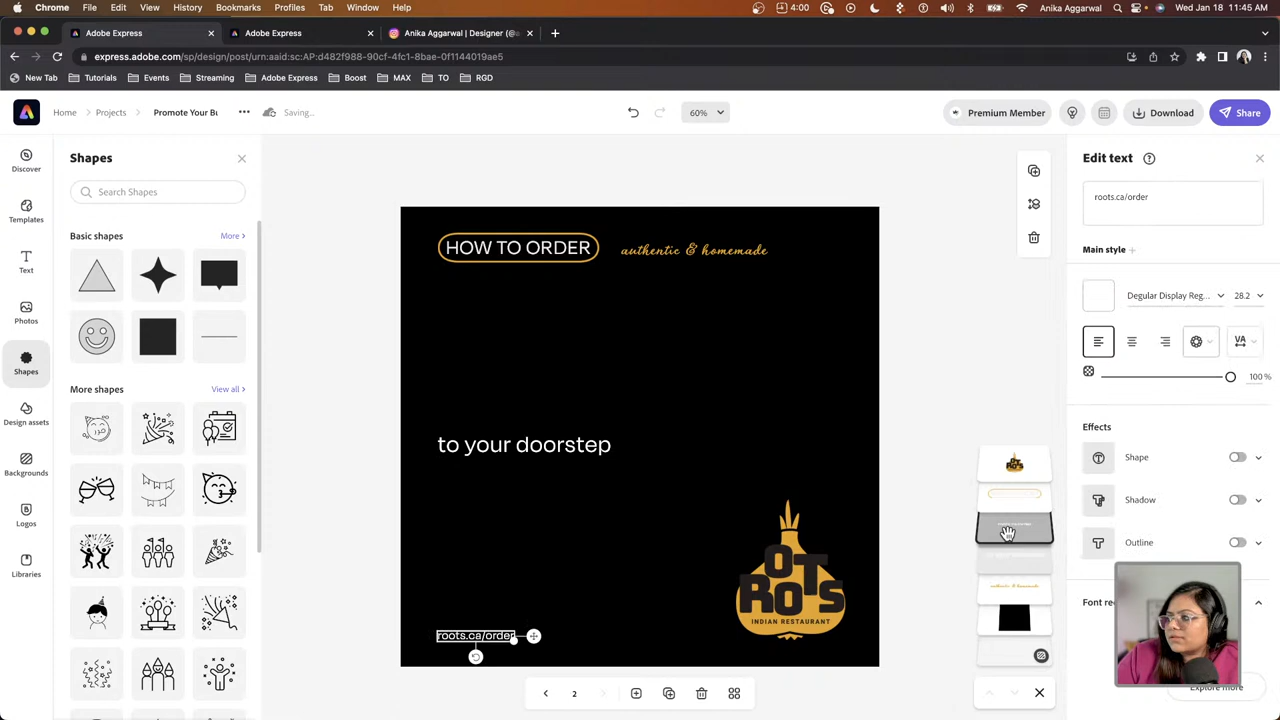 Chrome File Edit View History Bookmarks Profiles Tab Window Help 4:00 Anika Aggarwal Wed Jan 18 11:45 AM
Adobe Express Adobe Express Anika Aggarwal | Designer (@a
express.adobe.com/sp/design/post/urn:aaid:sc:AP:d482f988-90cf-4fc1-8bae-0f1144019ae5
New Tab Tutorials Events Streaming Adobe Express Boost MAX TO RGD
Home Projects Promote Your Bu ••• Saving... 60% Premium Member Download Share
Discover
Templates
Text
Photos
Shapes
Design assets
Backgrounds
Logos
Libraries
Shapes
Search Shapes
Basic shapes More >
More shapes View all >
HOW TO ORDER authentic & homemade
to your doorstep
ROOTS
INDIAN RESTAURANT
roots.ca/order
2
Edit text
roots.ca/order
Main style +
Degular Display Reg... 28.2
VA
100 %
Effects
Shape
Shadow
Outline
Font re
Explore more